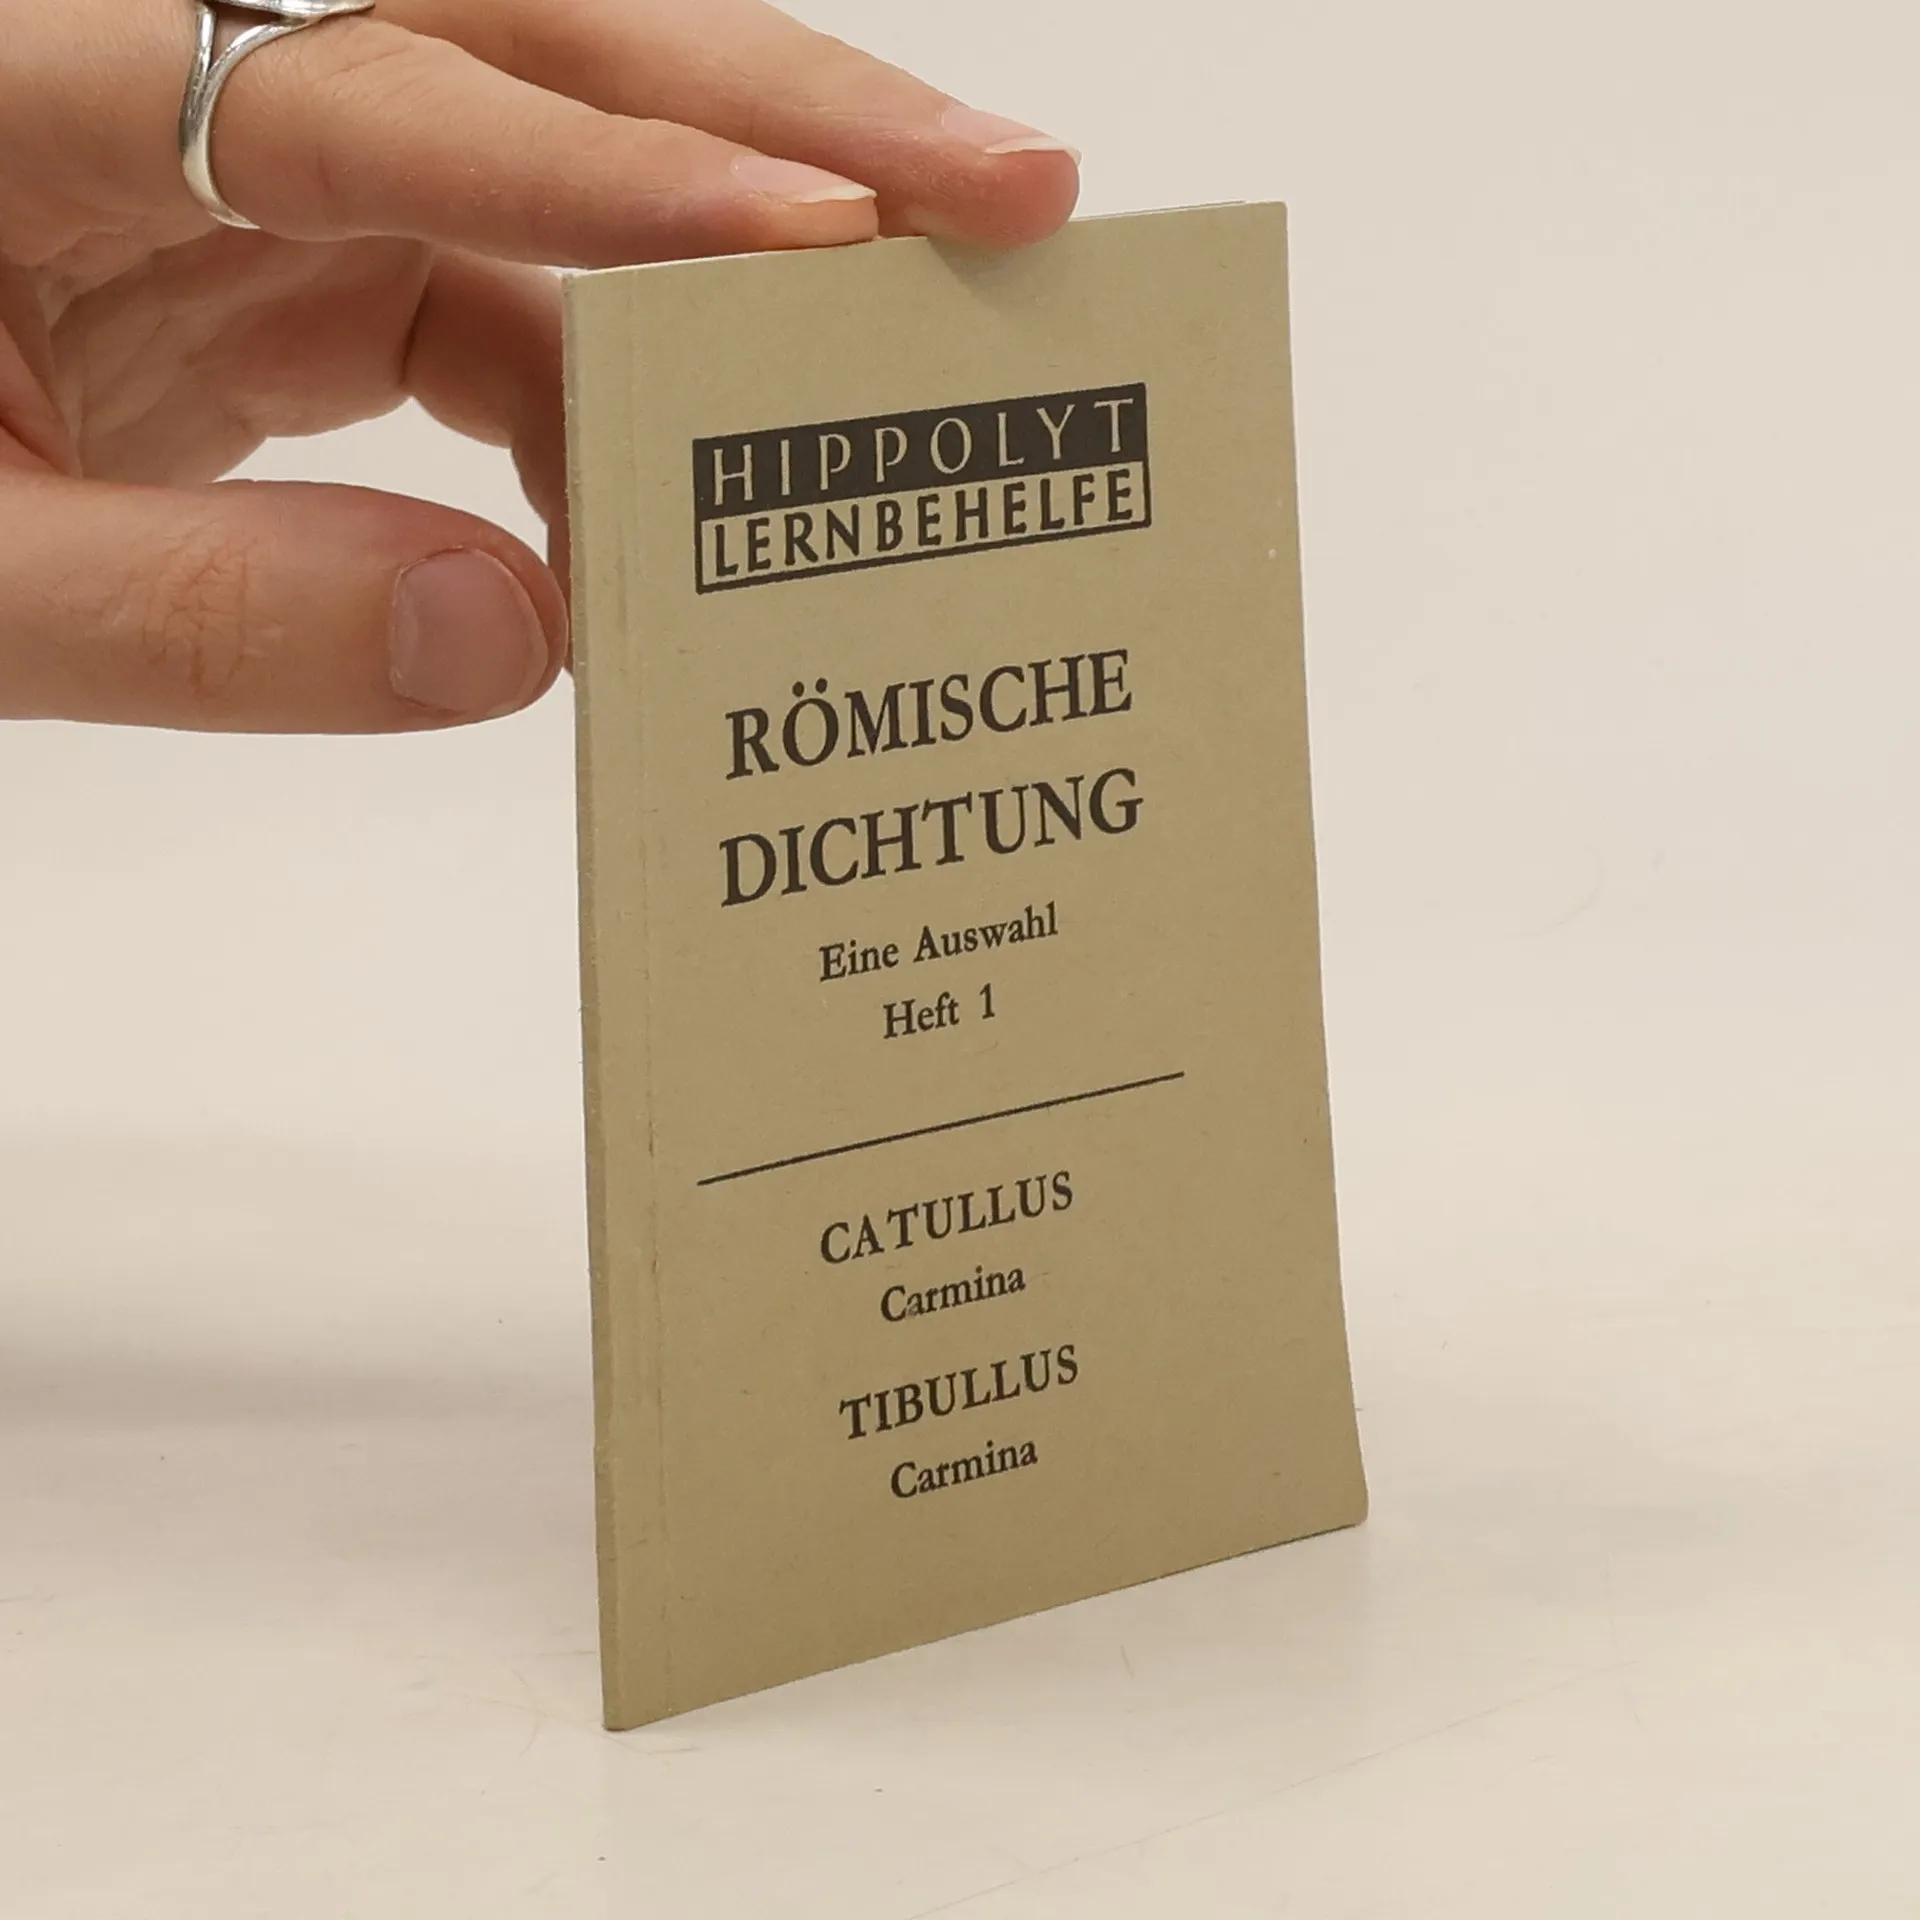 HIPPOLYT
LERNBEHELFE
RÖMISCHE
DICHTUNG
Eine Auswahl
Heft 1
CATULLUS
Carmina
TIBULLUS
Carmina